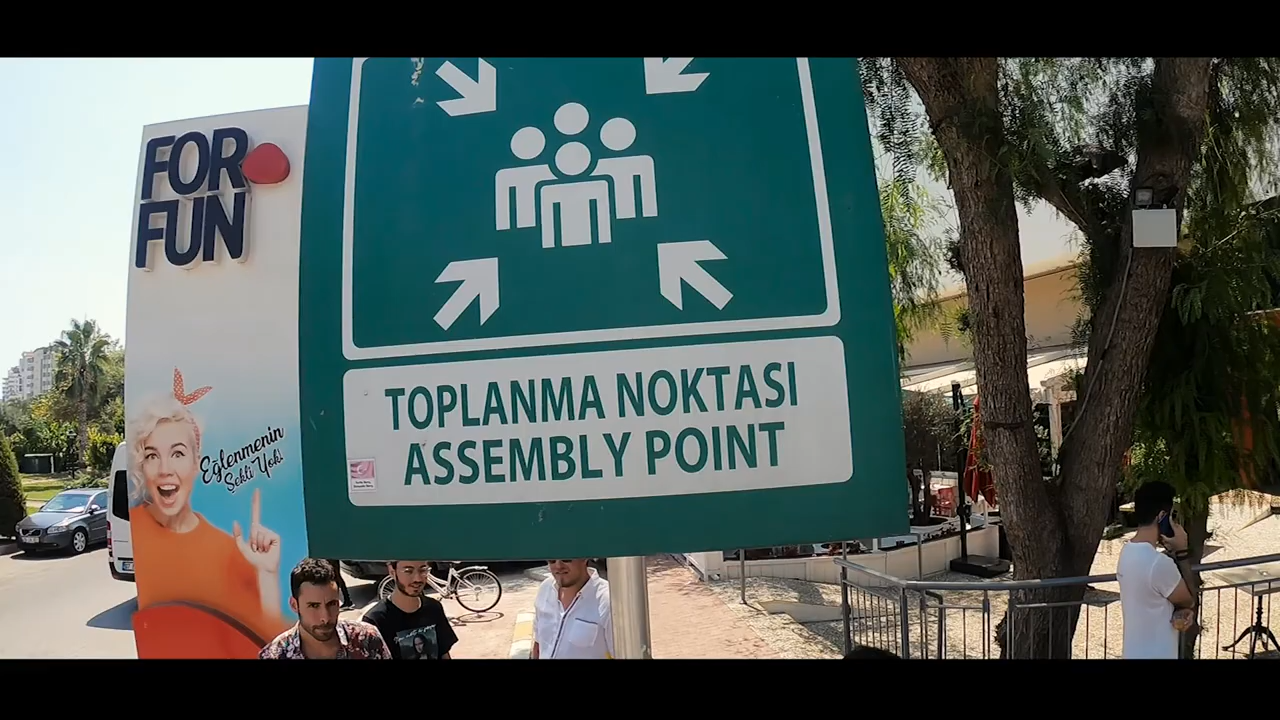 FOR
FUN
Eğlenmenin
Şekli Yok!
TOPLANMA NOKTASI
ASSEMBLY POINT